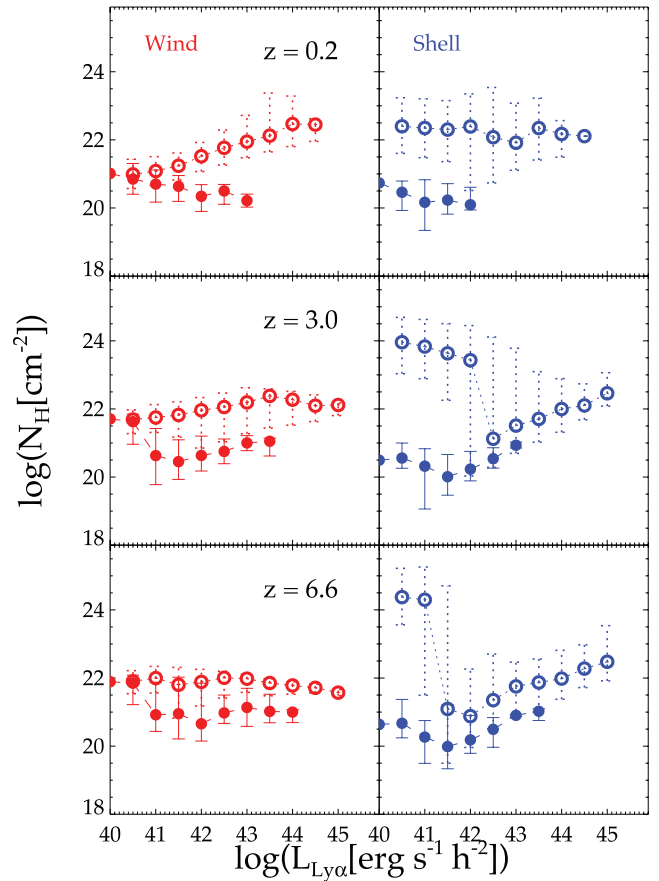 Wind
Shell
z = 0.2
24
22
20
18
z = 3.0
24
22
20
18
z = 6.6
24
22
20
18
log(N_H[cm⁻²])
40 41 42 43 44 45 40 41 42 43 44 45
log(L_Lyα[erg s⁻¹ h⁻²])